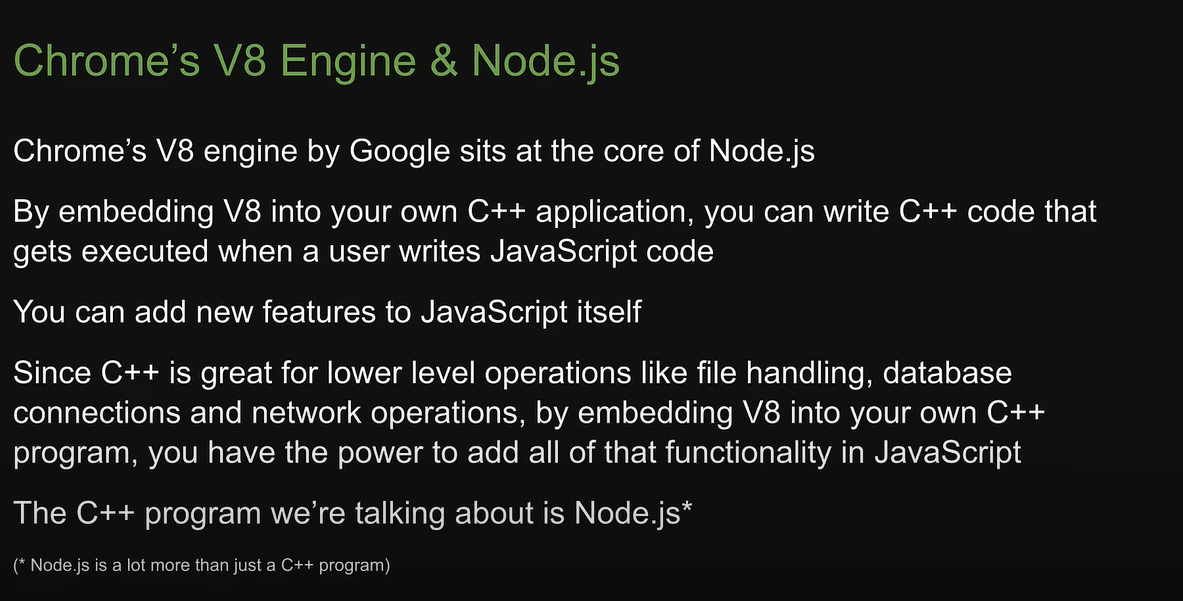 Chrome’s V8 Engine & Node.js
Chrome’s V8 engine by Google sits at the core of Node.js
By embedding V8 into your own C++ application, you can write C++ code that
gets executed when a user writes JavaScript code
You can add new features to JavaScript itself
Since C++ is great for lower level operations like file handling, database
connections and network operations, by embedding V8 into your own C++
program, you have the power to add all of that functionality in JavaScript
The C++ program we’re talking about is Node.js*
(* Node.js is a lot more than just a C++ program)